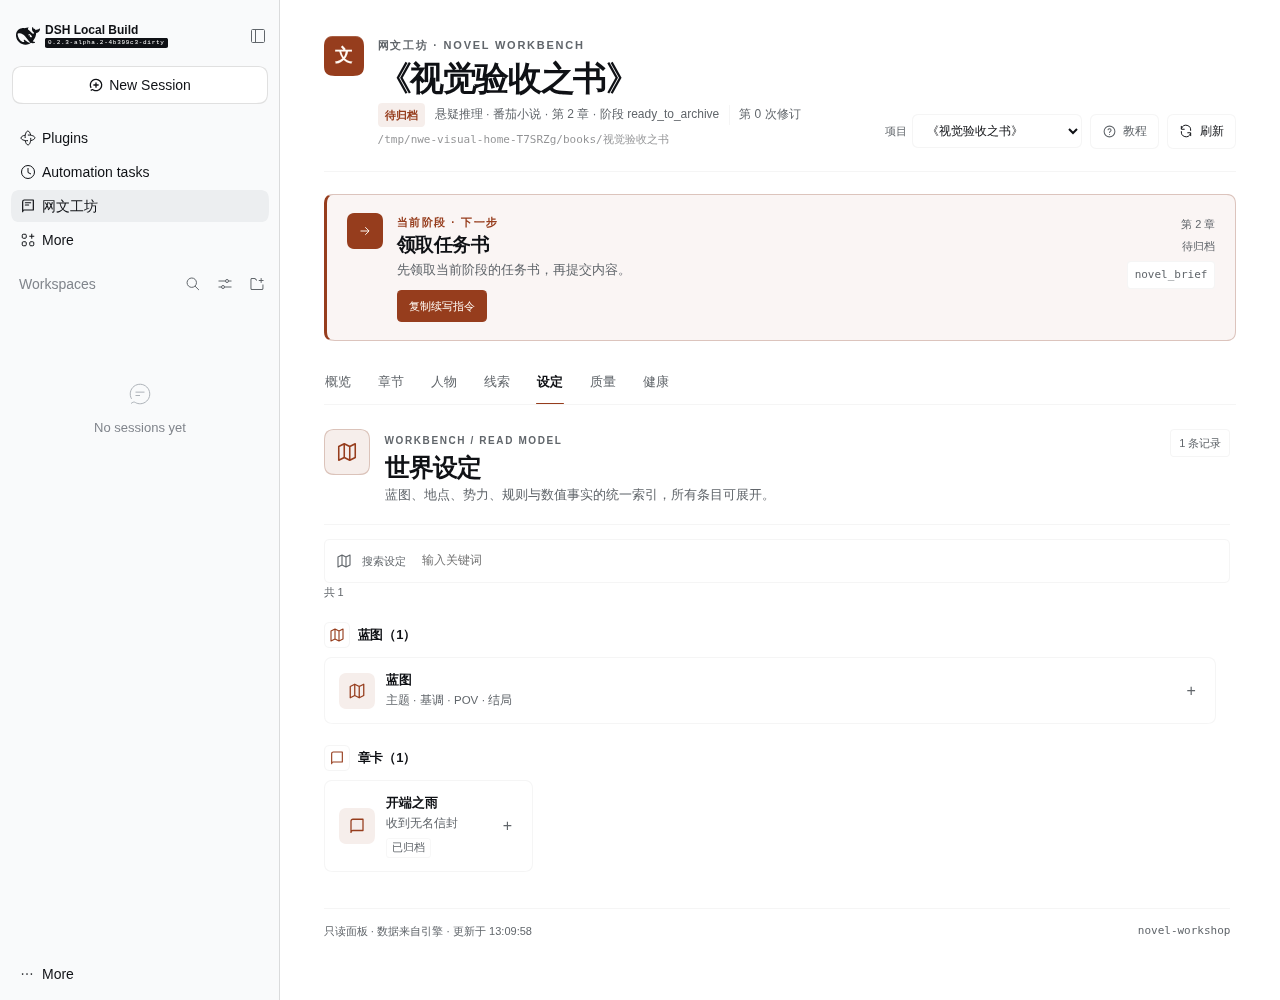 DSH Local Build
0.2.3-alpha.2-4b399c3-dirty
New Session
Plugins
Automation tasks
网文工坊
More
Workspaces
No sessions yet
More
文
网文工坊 · NOVEL WORKBENCH
《视觉验收之书》
待归档 悬疑推理 · 番茄小说 · 第 2 章 · 阶段 ready_to_archive 第 0 次修订
/tmp/nwe-visual-home-T7SRZg/books/视觉验收之书
项目 《视觉验收之书》 教程 刷新
当前阶段 · 下一步
领取任务书
先领取当前阶段的任务书，再提交内容。
复制续写指令
第 2 章
待归档
novel_brief
概览 章节 人物 线索 设定 质量 健康
WORKBENCH / READ MODEL
世界设定
蓝图、地点、势力、规则与数值事实的统一索引，所有条目可展开。
1 条记录
搜索设定 输入关键词
共 1
蓝图（1）
蓝图
主题 · 基调 · POV · 结局
+
章卡（1）
开端之雨
收到无名信封
已归档
+
只读面板 · 数据来自引擎 · 更新于 13:09:58
novel-workshop